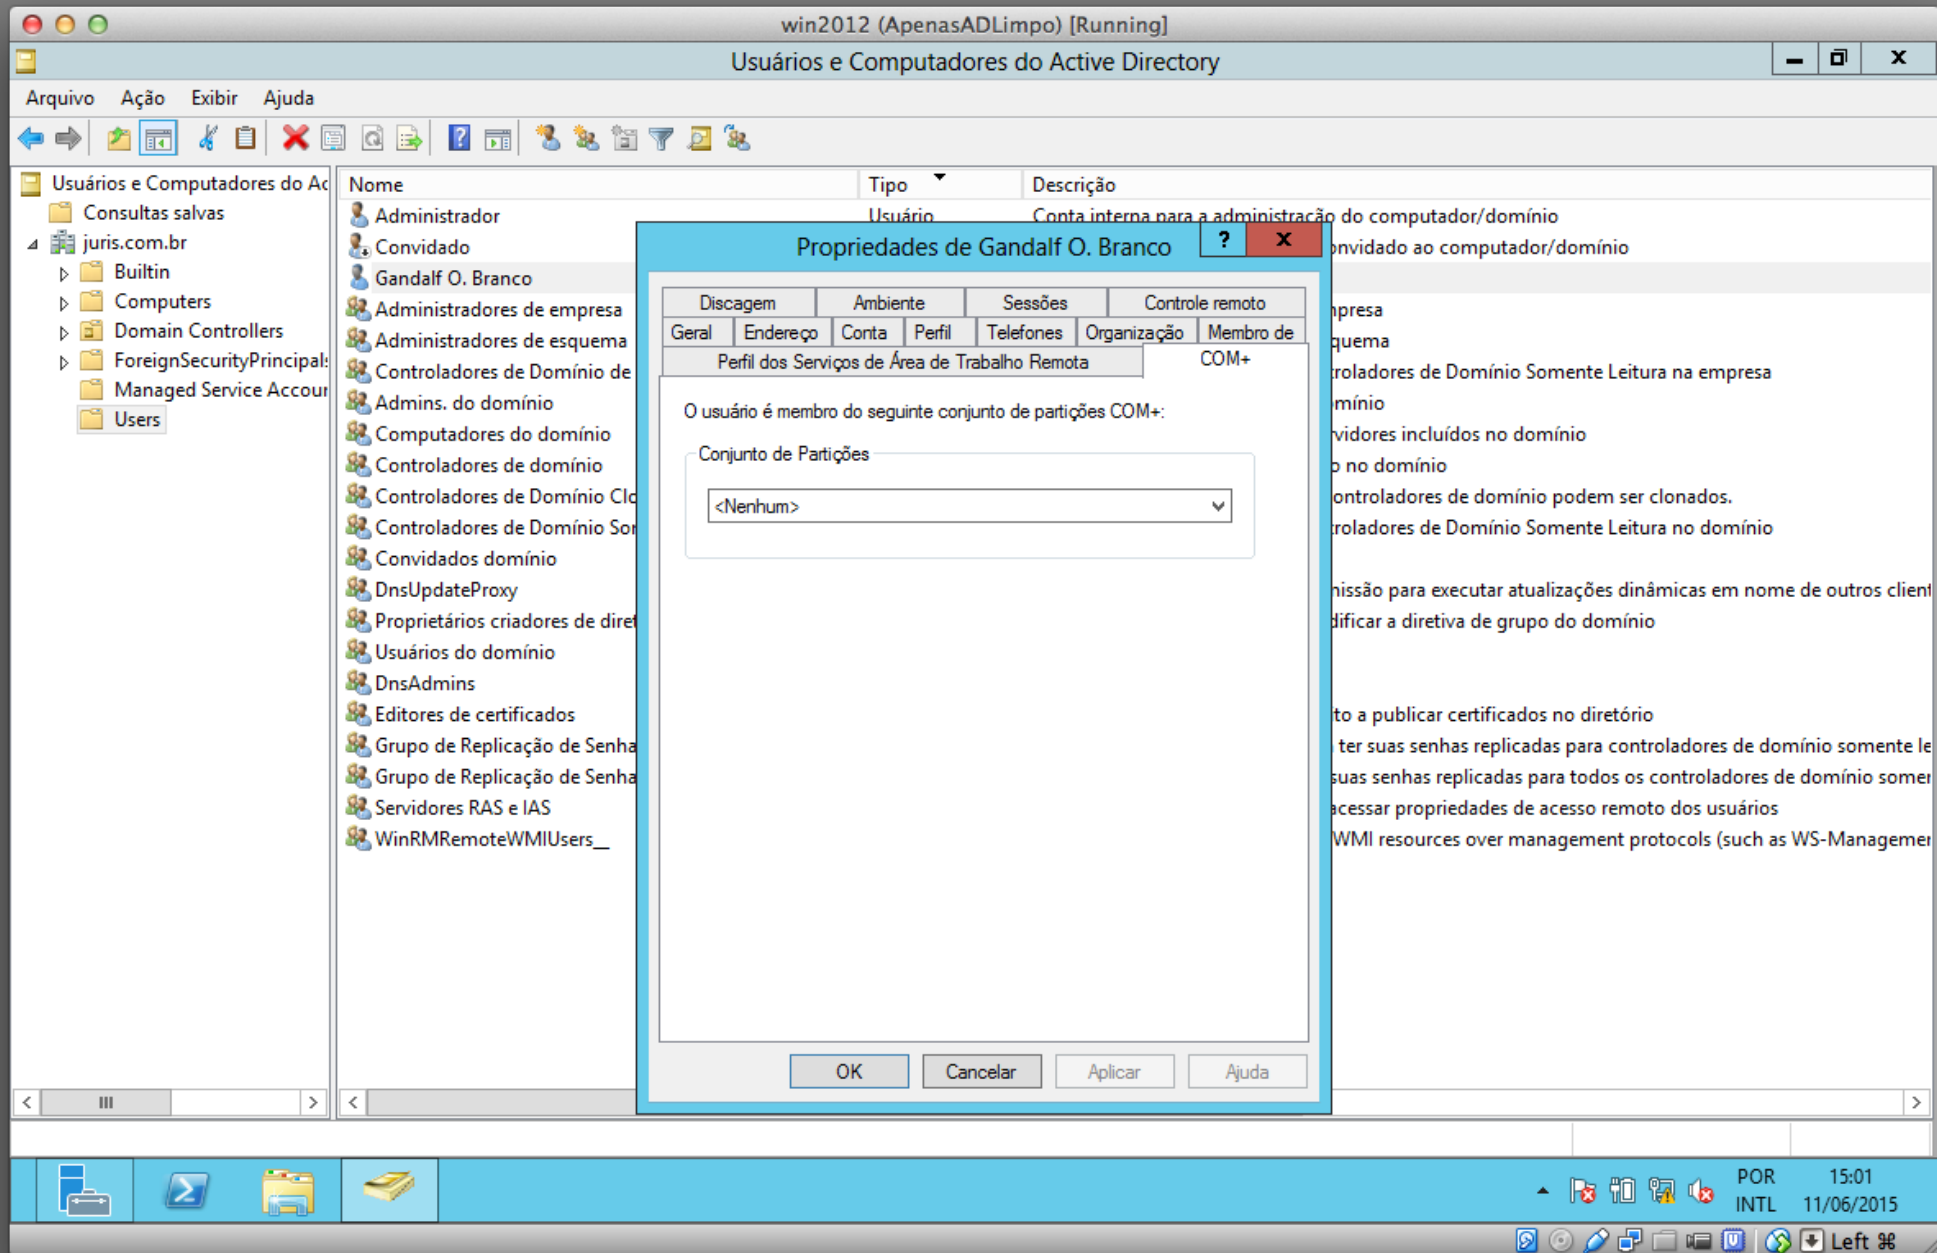 win2012 (ApenasADLimpo) [Running]
Usuários e Computadores do Active Directory
Arquivo Ação Exibir Ajuda
Usuários e Computadores do Ac
Consultas salvas
juris.com.br
Builtin
Computers
Domain Controllers
ForeignSecurityPrincipals
Managed Service Accour
Users
Nome Tipo Descrição
Administrador Usuário Conta interna para a administração do computador/domínio
Convidado onvidado ao computador/domínio
Gandalf O. Branco
Administradores de empresa npresa
Administradores de esquema quema
Controladores de Domínio de troladores de Domínio Somente Leitura na empresa
Admins. do domínio mínio
Computadores do domínio vidores incluídos no domínio
Controladores de domínio o no domínio
Controladores de Domínio Clo ontroladores de domínio podem ser clonados.
Controladores de Domínio Sor troladores de Domínio Somente Leitura no domínio
Convidados domínio
DnsUpdateProxy nissão para executar atualizações dinâmicas em nome de outros client
Proprietários criadores de diret dificar a diretiva de grupo do domínio
Usuários do domínio
DnsAdmins
Editores de certificados to a publicar certificados no diretório
Grupo de Replicação de Senha ter suas senhas replicadas para controladores de domínio somente le
Grupo de Replicação de Senha suas senhas replicadas para todos os controladores de domínio somer
Servidores RAS e IAS acessar propriedades de acesso remoto dos usuários
WinRMRemoteWMIUsers__ WMI resources over management protocols (such as WS-Managemer
Propriedades de Gandalf O. Branco ? x
Discagem Ambiente Sessões Controle remoto
Geral Endereço Conta Perfil Telefones Organização Membro de
Perfil dos Serviços de Área de Trabalho Remota COM+
O usuário é membro do seguinte conjunto de partições COM+:
Conjunto de Partições
<Nenhum>
OK Cancelar Aplicar Ajuda
POR 15:01
INTL 11/06/2015
Left ⌘